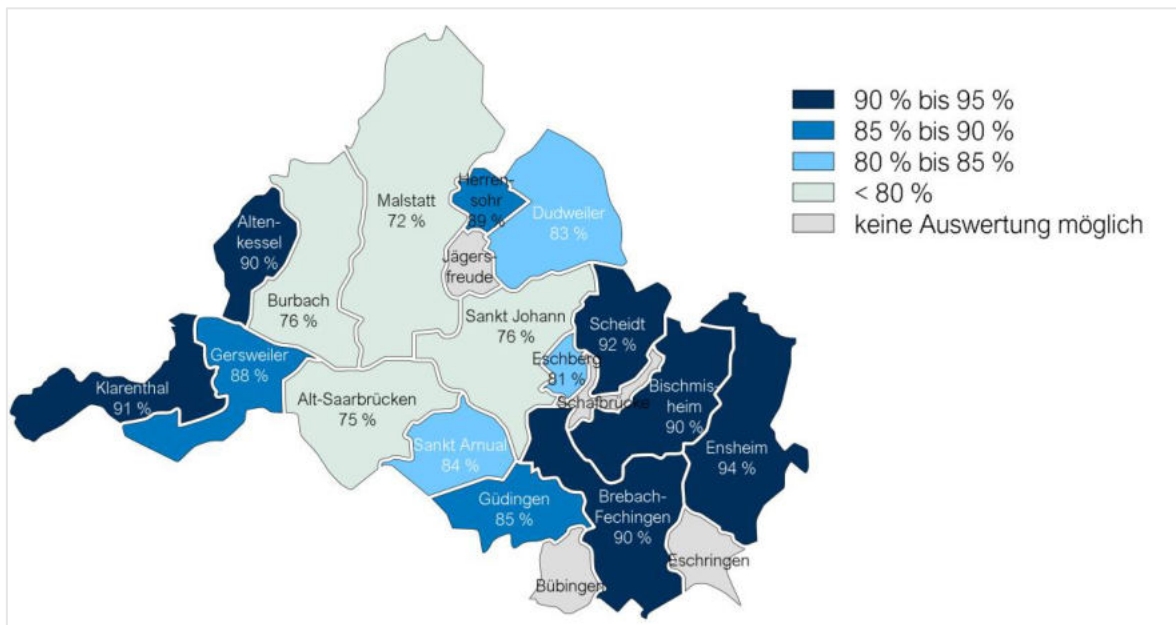 90 % bis 95 %
85 % bis 90 %
80 % bis 85 %
< 80 %
keine Auswertung möglich
Herren-
sohr
89 %
Malstatt
72 %
Dudweiler
83 %
Alten-
kessel
90 %
Jägers-
freude
Burbach
76 %
Sankt Johann
76 %
Scheidt
92 %
Gersweiler
88 %
Eschberg
81 %
Klarenthal
91 %
Schafbrücke
Bischmis-
heim
90 %
Alt-Saarbrücken
75 %
Sankt Arnual
84 %
Ensheim
94 %
Güdingen
85 %
Brebach-
Fechingen
90 %
Eschringen
Bübingen